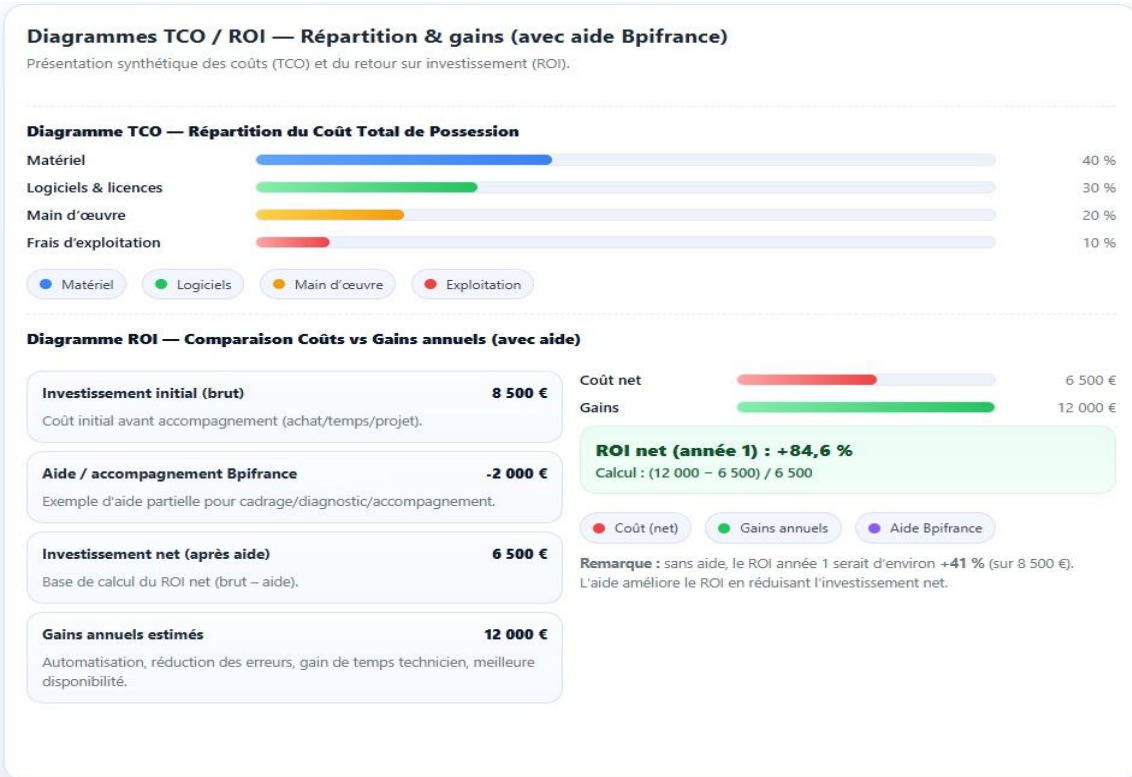 Diagrammes TCO / ROI — Répartition & gains (avec aide Bpifrance)
Présentation synthétique des coûts (TCO) et du retour sur investissement (ROI).
Diagramme TCO — Répartition du Coût Total de Possession
Matériel 40 %
Logiciels & licences 30 %
Main d’œuvre 20 %
Frais d’exploitation 10 %
Matériel Logiciels Main d’œuvre Exploitation
Diagramme ROI — Comparaison Coûts vs Gains annuels (avec aide)
Investissement initial (brut) 8 500 €
Coût initial avant accompagnement (achat/temps/projet).
Aide / accompagnement Bpifrance -2 000 €
Exemple d'aide partielle pour cadrage/diagnostic/accompagnement.
Investissement net (après aide) 6 500 €
Base de calcul du ROI net (brut – aide).
Gains annuels estimés 12 000 €
Automatisation, réduction des erreurs, gain de temps technicien, meilleure
disponibilité.
Coût net 6 500 €
Gains 12 000 €
ROI net (année 1) : +84,6 %
Calcul : (12 000 − 6 500) / 6 500
Coût (net) Gains annuels Aide Bpifrance
Remarque : sans aide, le ROI année 1 serait d’environ +41 % (sur 8 500 €).
L’aide améliore le ROI en réduisant l’investissement net.